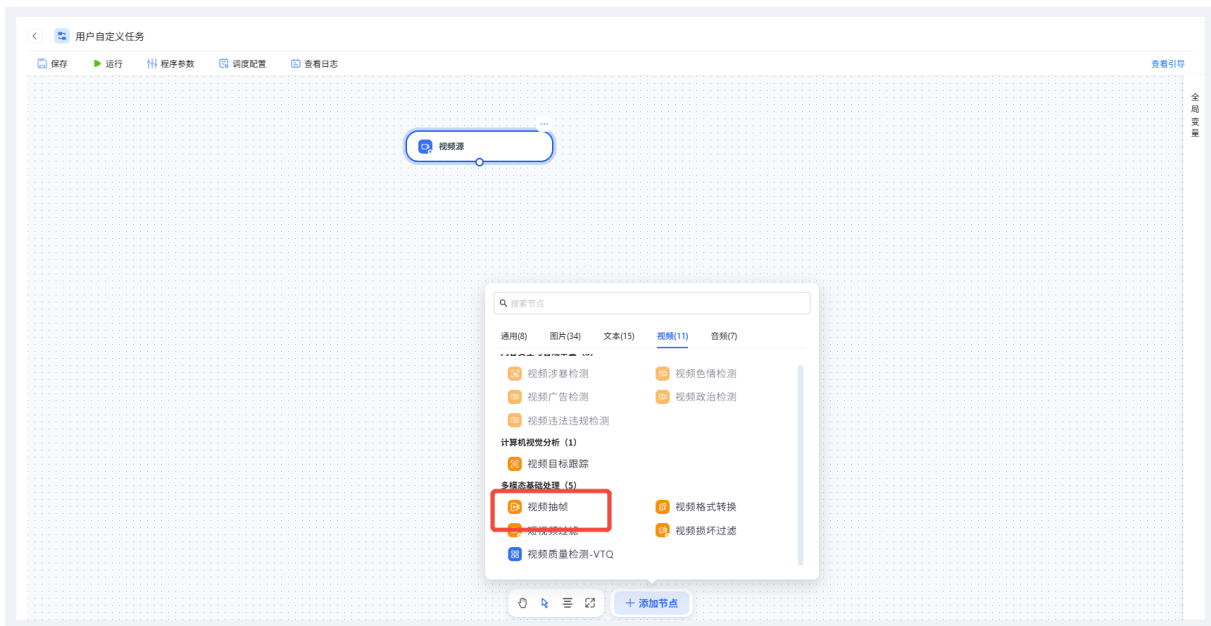 用户自定义任务
保存 运行 程序参数 调度配置 查看日志 查看引导
全局变量
...
视频源
搜索节点
通用(8) 图片(34) 文本(15) 视频(11) 音频(7)
视频涉暴检测 视频色情检测
视频广告检测 视频政治检测
视频违法违规检测
计算机视觉分析（1）
视频目标跟踪
多模态基础处理（5）
视频抽帧 视频格式转换
短视频过滤 视频损坏过滤
视频质量检测-VTQ
添加节点